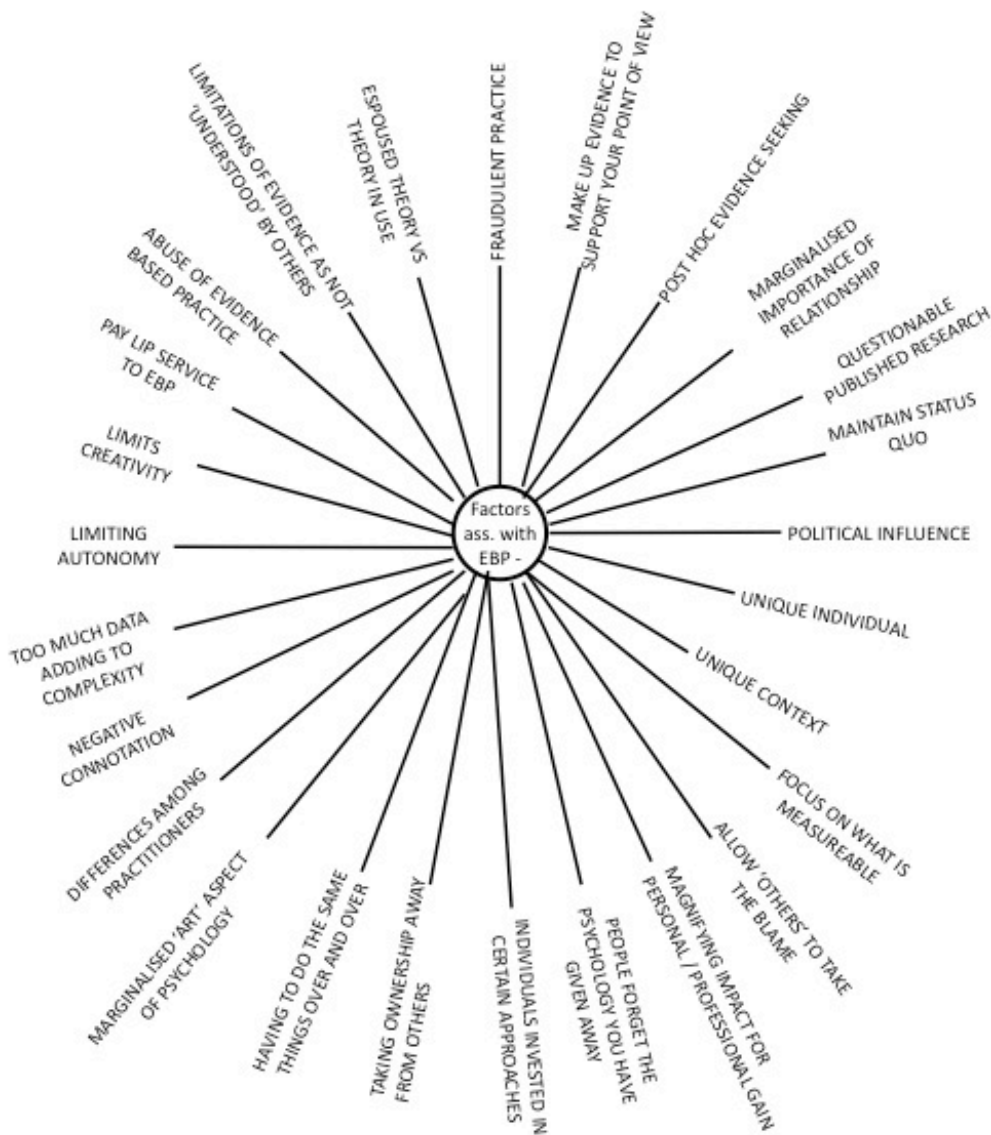 Factors
ass. with
EBP -
FRAUDULENT PRACTICE
MAKE UP EVIDENCE TO
SUPPORT YOUR POINT OF VIEW
POST HOC EVIDENCE SEEKING
MARGINALISED
IMPORTANCE OF
RELATIONSHIP
QUESTIONABLE
PUBLISHED RESEARCH
MAINTAIN STATUS
QUO
POLITICAL INFLUENCE
UNIQUE INDIVIDUAL
UNIQUE CONTEXT
FOCUS ON WHAT IS
MEASUREABLE
ALLOW 'OTHERS' TO TAKE
THE BLAME
MAGNIFYING IMPACT FOR
PERSONAL / PROFESSIONAL GAIN
PEOPLE FORGET THE
PSYCHOLOGY YOU HAVE
GIVEN AWAY
INDIVIDUALS INVESTED IN
CERTAIN APPROACHES
TAKING OWNERSHIP AWAY
FROM OTHERS
HAVING TO DO THE SAME
THINGS OVER AND OVER
MARGINALISED 'ART' ASPECT
OF PSYCHOLOGY
DIFFERENCES AMONG
PRACTITIONERS
NEGATIVE
CONNOTATION
TOO MUCH DATA
ADDING TO
COMPLEXITY
LIMITING
AUTONOMY
LIMITS
CREATIVITY
PAY LIP SERVICE
TO EBP
ABUSE OF EVIDENCE
BASED PRACTICE
LIMITATIONS OF EVIDENCE AS NOT
'UNDERSTOOD' BY OTHERS
ESPOUSED THEORY VS
THEORY IN USE